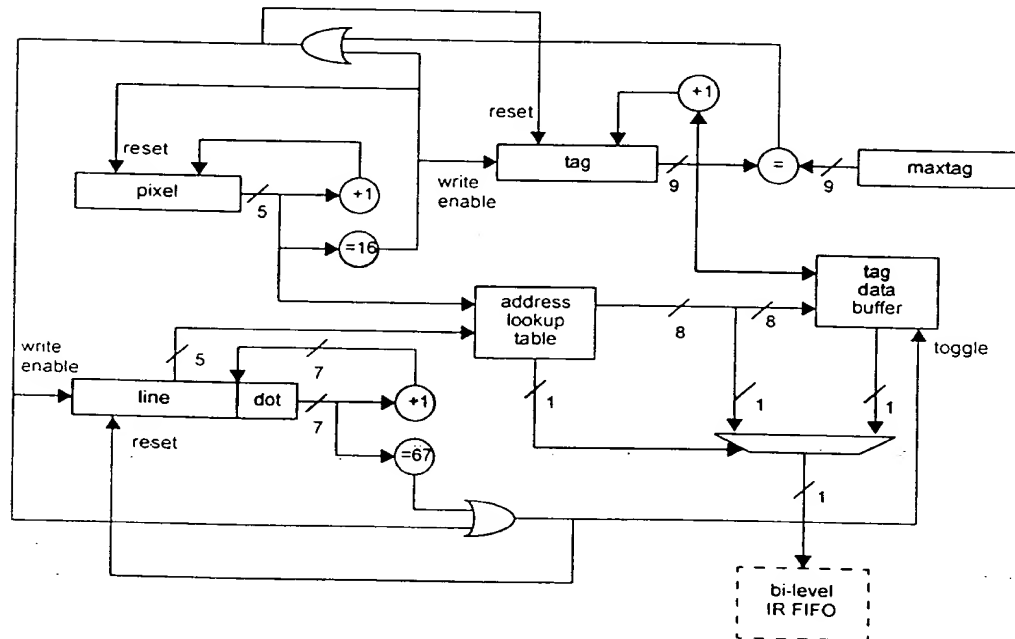 reset
+1
reset
tag
9
=
9
maxtag
pixel
5
+1
write
enable
=16
address
lookup
table
8
8
tag
data
buffer
toggle
write
enable
5
7
line
dot
7
+1
1
1
1
reset
=67
1
bi-level
IR FIFO